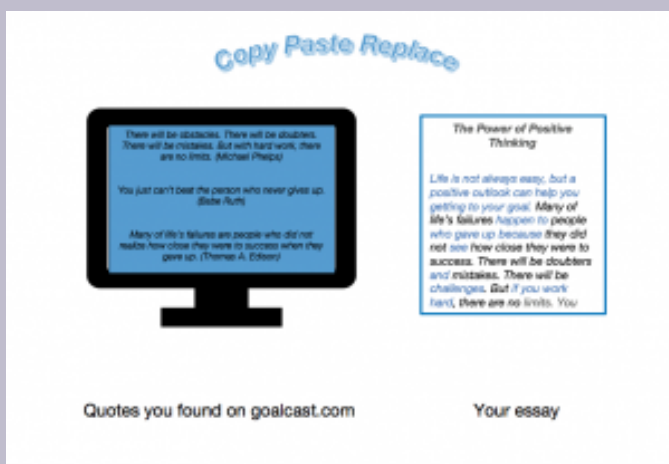 Copy Paste Replace
There will be obstacles. There will be doubters.
There will be mistakes. But with hard work, there
are no limits. (Michael Phelps)
You just can't beat the person who never gives up.
(Babe Ruth)
Many of life's failures are people who did not
realize how close they were to success when they
gave up. (Thomas A. Edison)
The Power of Positive
Thinking
Life is not always easy, but a
positive outlook can help you
getting to your goal. Many of
life's failures happen to people
who gave up because they did
not see how close they were to
success. There will be doubters
and mistakes. There will be
challenges. But if you work
hard, there are no limits. You
Quotes you found on goalcast.com
Your essay